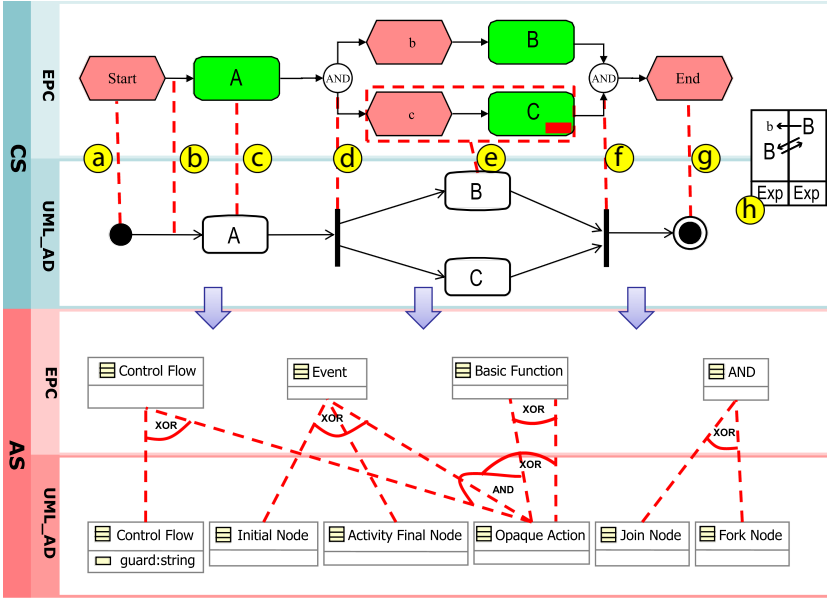 CS
EPC
Start
A
AND
b
B
c
C
AND
End
a
b
c
d
e
f
g
b
B
B
Exp
Exp
h
UML_AD
A
B
C
AS
EPC
Control Flow
Event
Basic Function
AND
XOR
XOR
XOR
XOR
XOR
AND
UML_AD
Control Flow
guard:string
Initial Node
Activity Final Node
Opaque Action
Join Node
Fork Node